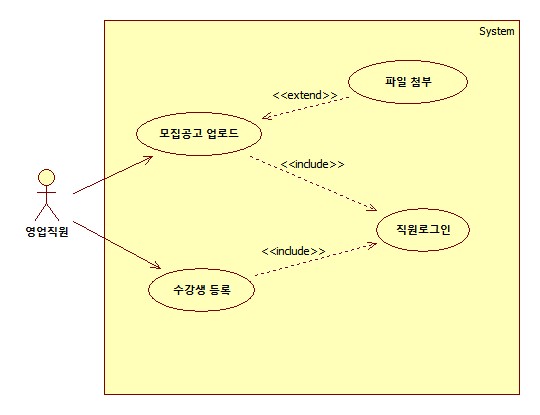 System
파일 첨부
<<extend>>
모집공고 업로드
<<include>>
영업직원
직원로그인
<<include>>
수강생 등록